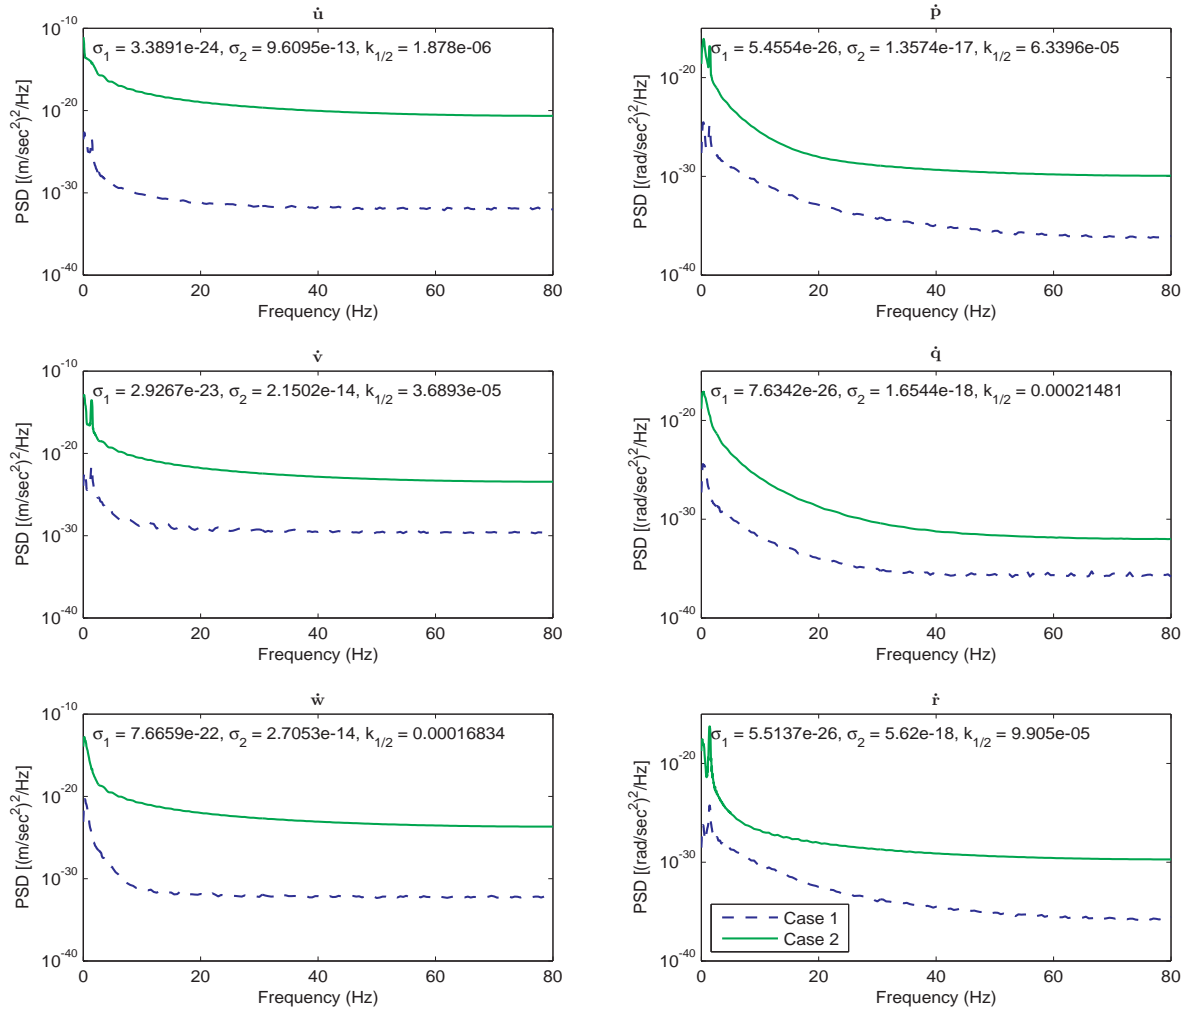 u̇
10⁻¹⁰
10⁻²⁰
10⁻³⁰
10⁻⁴⁰
PSD [(m/sec²)²/Hz]
σ₁ = 3.3891e-24, σ₂ = 9.6095e-13, k₁/₂ = 1.878e-06
0 20 40 60 80
Frequency (Hz)
ṗ
10⁻²⁰
10⁻³⁰
10⁻⁴⁰
PSD [(rad/sec²)²/Hz]
σ₁ = 5.4554e-26, σ₂ = 1.3574e-17, k₁/₂ = 6.3396e-05
0 20 40 60 80
Frequency (Hz)
v̇
10⁻¹⁰
10⁻²⁰
10⁻³⁰
10⁻⁴⁰
PSD [(m/sec²)²/Hz]
σ₁ = 2.9267e-23, σ₂ = 2.1502e-14, k₁/₂ = 3.6893e-05
0 20 40 60 80
Frequency (Hz)
q̇
10⁻²⁰
10⁻³⁰
10⁻⁴⁰
PSD [(rad/sec²)²/Hz]
σ₁ = 7.6342e-26, σ₂ = 1.6544e-18, k₁/₂ = 0.00021481
0 20 40 60 80
Frequency (Hz)
ẇ
10⁻¹⁰
10⁻²⁰
10⁻³⁰
10⁻⁴⁰
PSD [(m/sec²)²/Hz]
σ₁ = 7.6659e-22, σ₂ = 2.7053e-14, k₁/₂ = 0.00016834
0 20 40 60 80
Frequency (Hz)
ṙ
10⁻²⁰
10⁻³⁰
10⁻⁴⁰
PSD [(rad/sec²)²/Hz]
σ₁ = 5.5137e-26, σ₂ = 5.62e-18, k₁/₂ = 9.905e-05
Case 1
Case 2
0 20 40 60 80
Frequency (Hz)